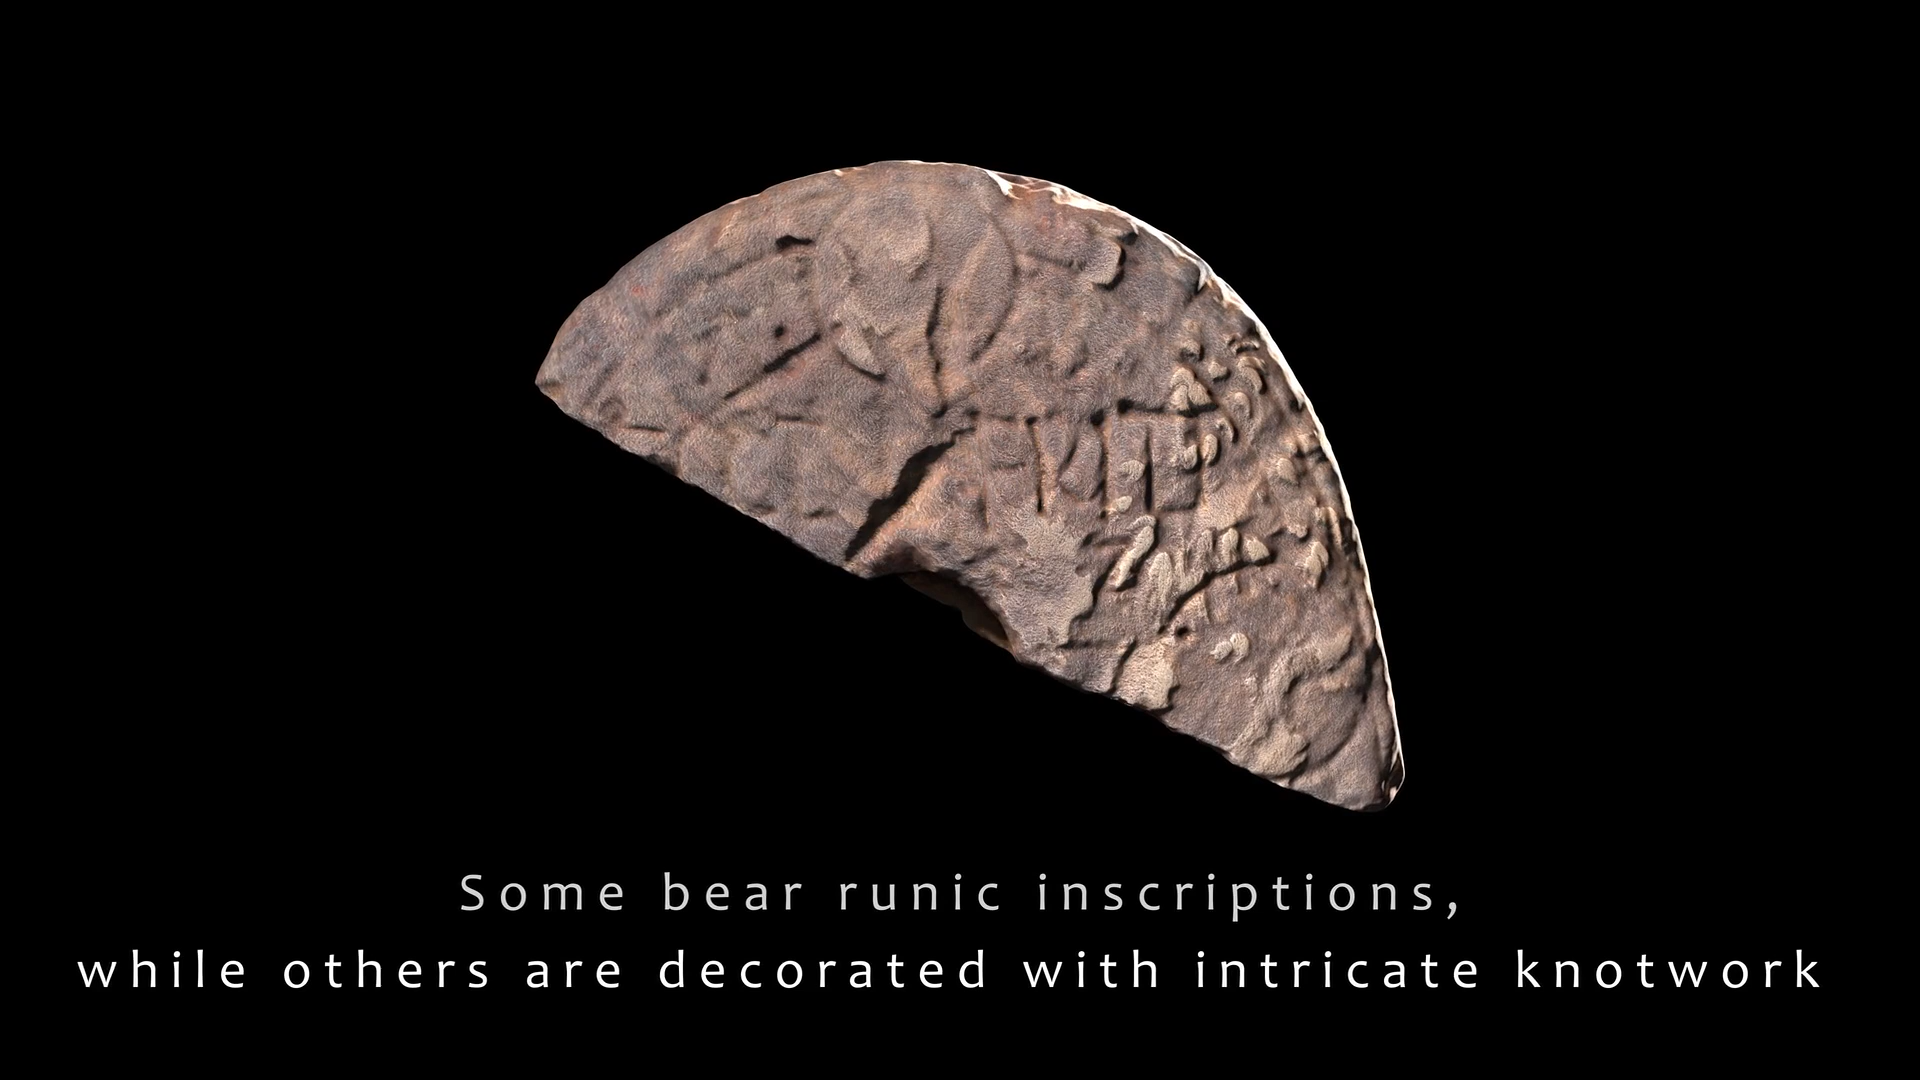 Some bear runic inscriptions,
while others are decorated with intricate knotwork